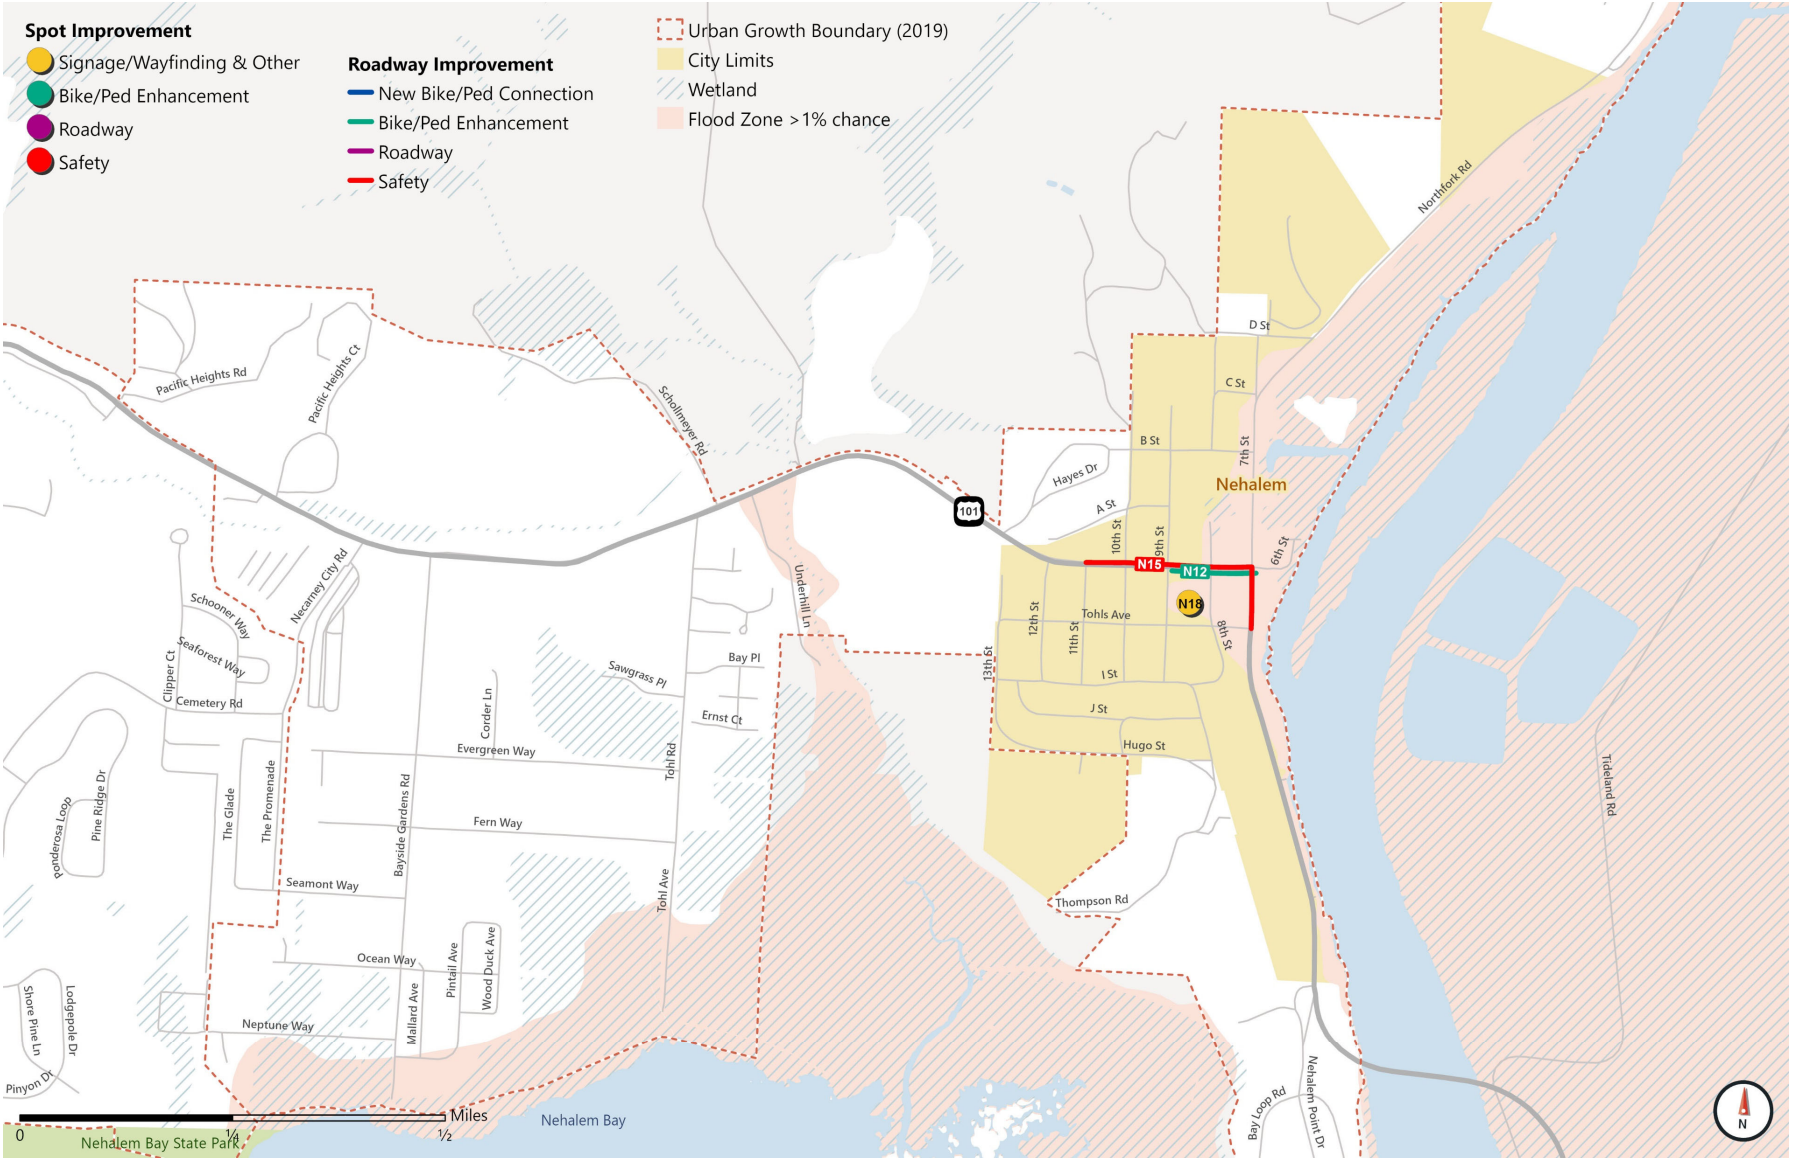 Spot Improvement
Signage/Wayfinding & Other
Bike/Ped Enhancement
Roadway
Safety
Roadway Improvement
New Bike/Ped Connection
Bike/Ped Enhancement
Roadway
Safety
Urban Growth Boundary (2019)
City Limits
Wetland
Flood Zone >1% chance
Northfork Rd
D St
C St
B St
7th St
Nehalem
Hayes Dr
A St
10th St
9th St
6th St
101
N15
N12
N18
Pacific Heights Rd
Pacific Heights Ct
Schollmeyer Rd
Underhill Ln
Necarney City Rd
Schooner Way
Seaforest Way
Clipper Ct
Cemetery Rd
Tohls Ave
12th St
11th St
13th St
8th St
I St
J St
Hugo St
Bay Pl
Sawgrass Pl
Ernst Ct
Corder Ln
Evergreen Way
Tohl Rd
Tideland Rd
Ponderosa Loop
Pine Ridge Dr
The Glade
The Promenade
Bayside Gardens Rd
Fern Way
Seamont Way
Tohl Ave
Thompson Rd
Ocean Way
Pintail Ave
Wood Duck Ave
Mallard Ave
Neptune Way
Shore Pine Ln
Lodgepole Dr
Pinyon Dr
Bay Loop Rd
Nehalem Point Dr
Nehalem Bay
Miles
0
1/4
1/2
Nehalem Bay State Park
N